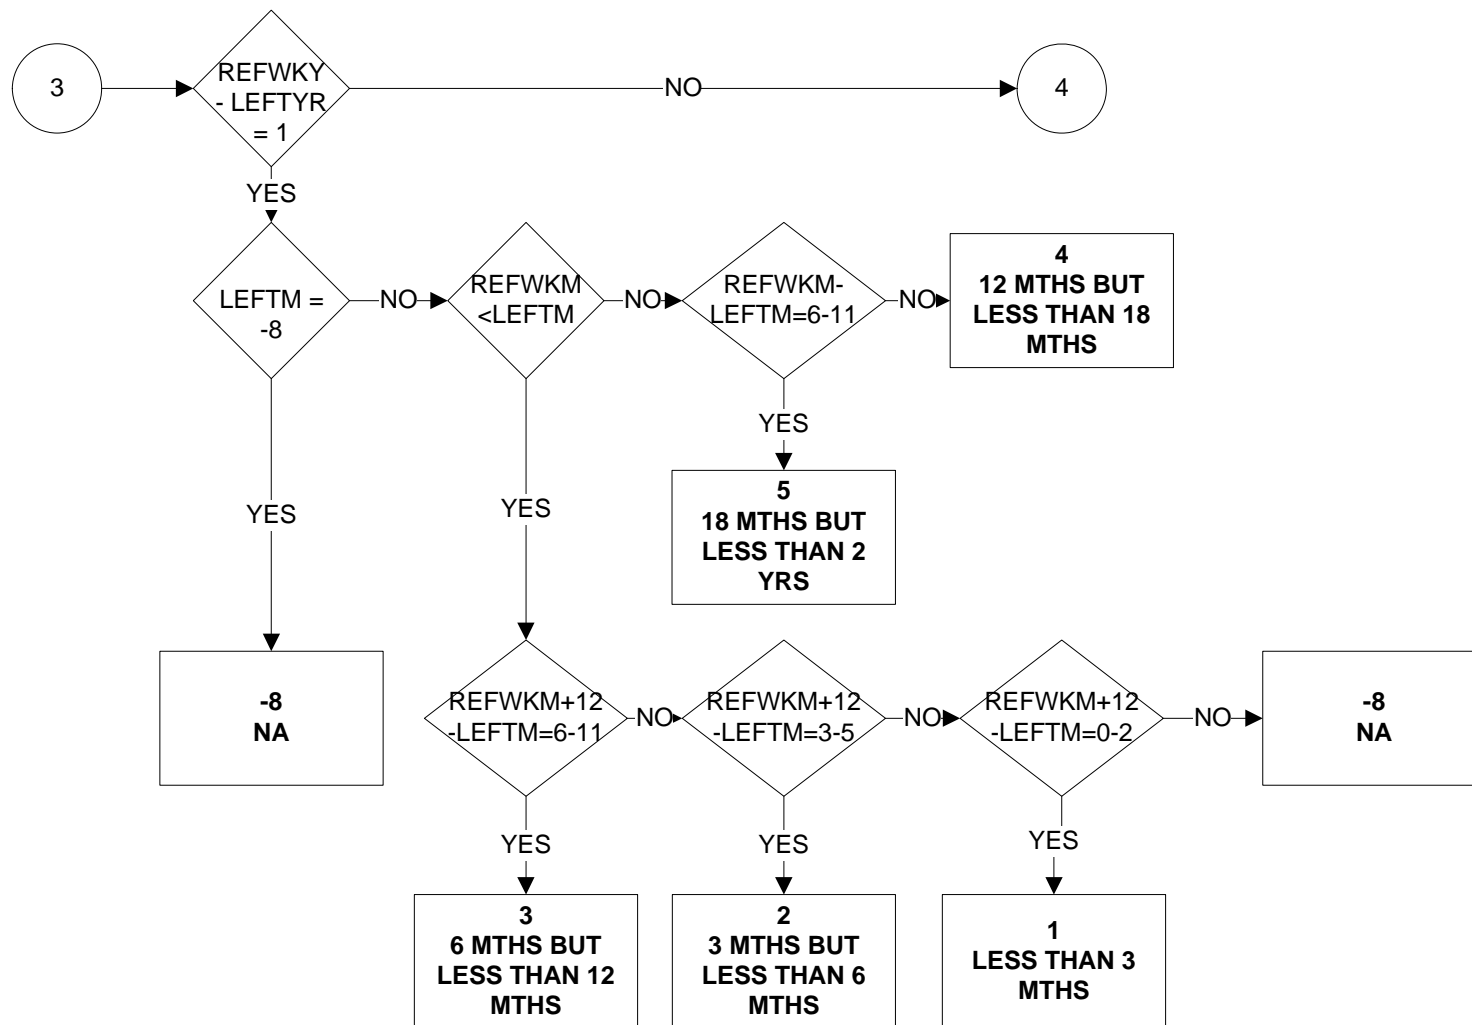 3
REFWKY
- LEFTYR
= 1
NO
4
YES
LEFTM =
-8
NO
REFWKM
<LEFTM
NO
REFWKM-
LEFTM=6-11
NO
4
12 MTHS BUT
LESS THAN 18
MTHS
YES
5
18 MTHS BUT
LESS THAN 2
YRS
YES
YES
-8
NA
REFWKM+12
-LEFTM=6-11
NO
REFWKM+12
-LEFTM=3-5
NO
REFWKM+12
-LEFTM=0-2
NO
-8
NA
YES
YES
YES
3
6 MTHS BUT
LESS THAN 12
MTHS
2
3 MTHS BUT
LESS THAN 6
MTHS
1
LESS THAN 3
MTHS